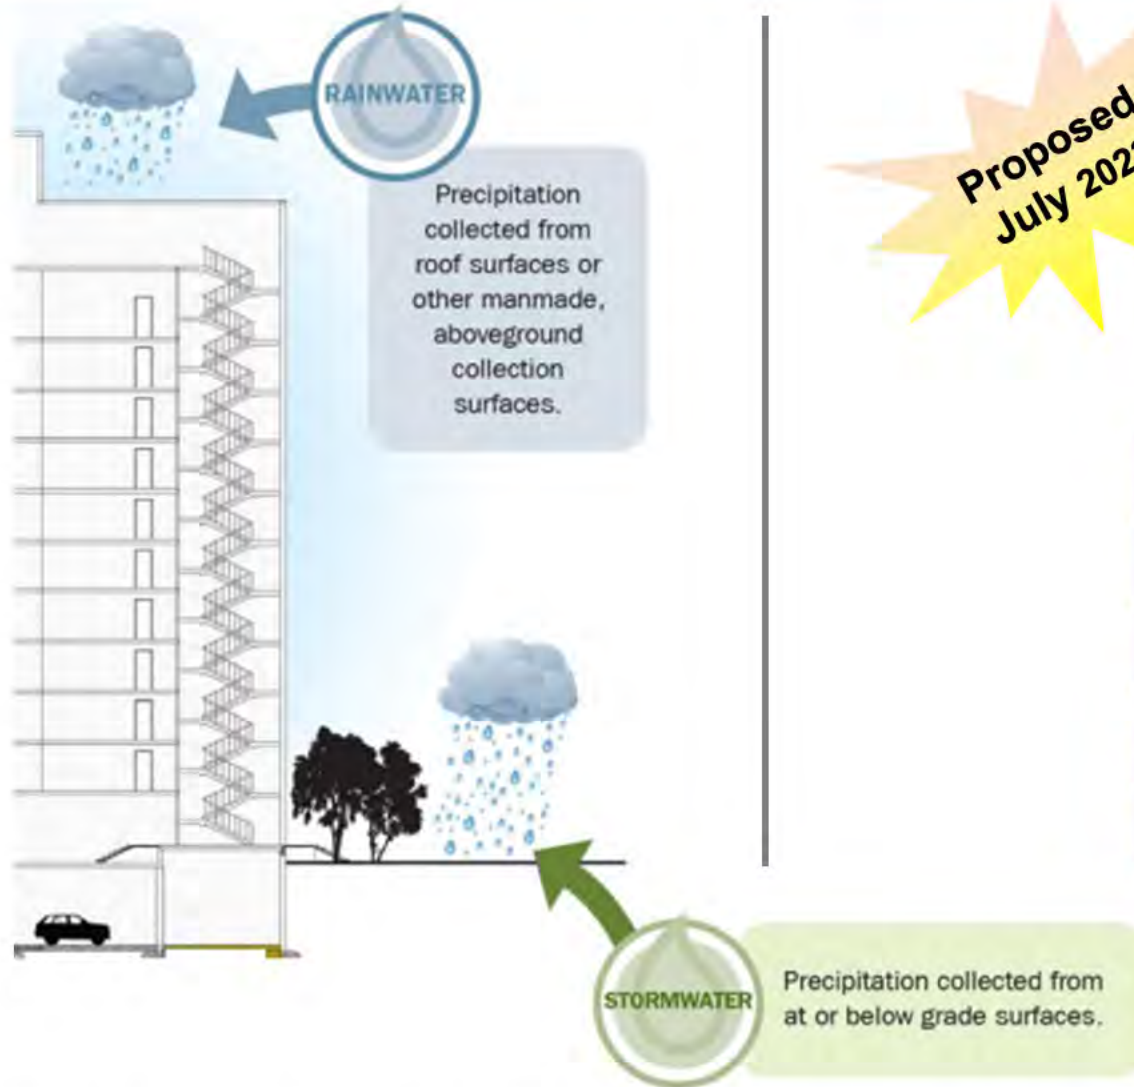 RAINWATER
Precipitation
collected from
roof surfaces or
other manmade,
aboveground
collection
surfaces.
Proposed
July
STORMWATER
Precipitation collected from
at or below grade surfaces.